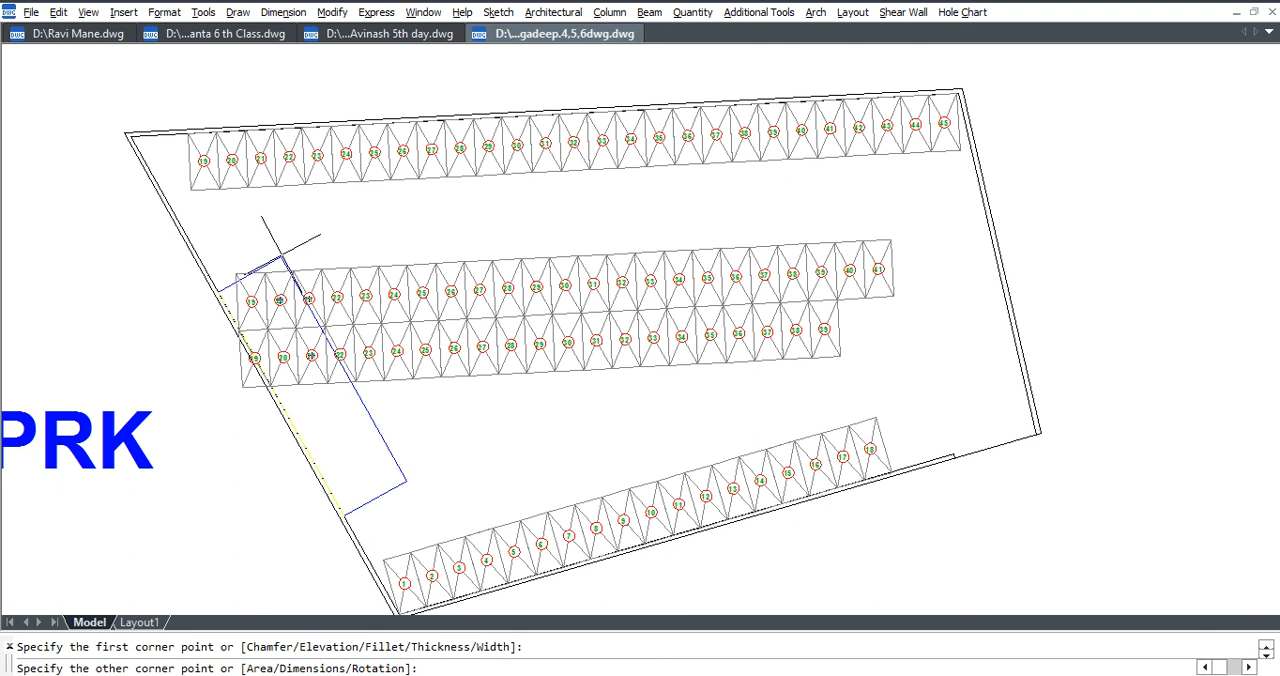 File Edit View Insert Format Tools Draw Dimension Modify Express Window Help Sketch Architectural Column Beam Quantity Additional Tools Arch Layout Shear Wall Hole Chart
D:\Ravi Mane.dwg D:\...anta 6 th Class.dwg D:\...Avinash 5th day.dwg D:\...gadeep.4,5,6dwg.dwg
19 20 21 22 23 24 25 26 27 28 29 30 31 32 33 34 35 36 37 38 39 40 41 42 43 44 45
19 22 23 24 25 26 27 28 29 30 31 32 33 34 35 36 37 38 39 40 41
20 22 23 24 25 26 27 28 29 30 31 32 33 34 35 36 37 38 39
PRK
1 2 3 4 5 6 7 8 9 10 11 12 13 14 15 16 17 18
Model Layout1
Specify the first corner point or [Chamfer/Elevation/Fillet/Thickness/Width]:
Specify the other corner point or [Area/Dimensions/Rotation]: